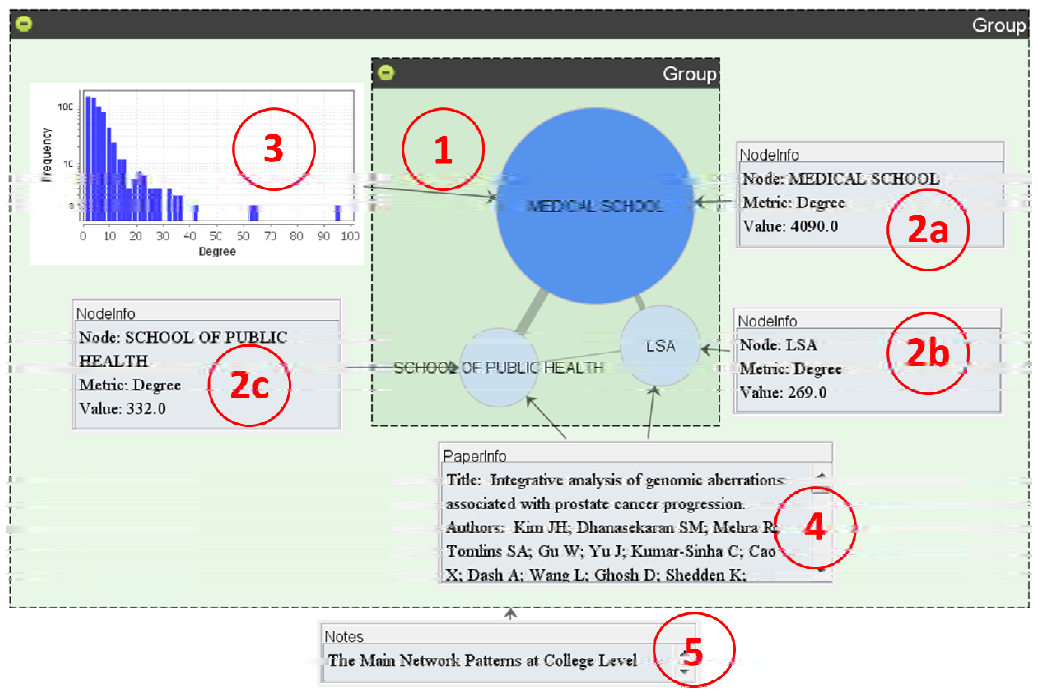 Group
Group
3
1
Frequency
100
10
0
0 10 20 30 40 50 60 70 80 90 100
Degree
MEDICAL SCHOOL
NodeInfo
Node: MEDICAL SCHOOL
Metric: Degree
Value: 4090.0
2a
NodeInfo
Node: SCHOOL OF PUBLIC
HEALTH
Metric: Degree
Value: 332.0
2c
SCHOOL OF PUBLIC HEALTH
LSA
NodeInfo
Node: LSA
Metric: Degree
Value: 269.0
2b
PaperInfo
Title: Integrative analysis of genomic aberrations
associated with prostate cancer progression.
Authors: Kim JH; Dhanasekaran SM; Mehra R;
Tomlins SA; Gu W; Yu J; Kumar-Sinha C; Cao
X; Dash A; Wang L; Ghosh D; Shedden K;
4
Notes
The Main Network Patterns at College Level
5